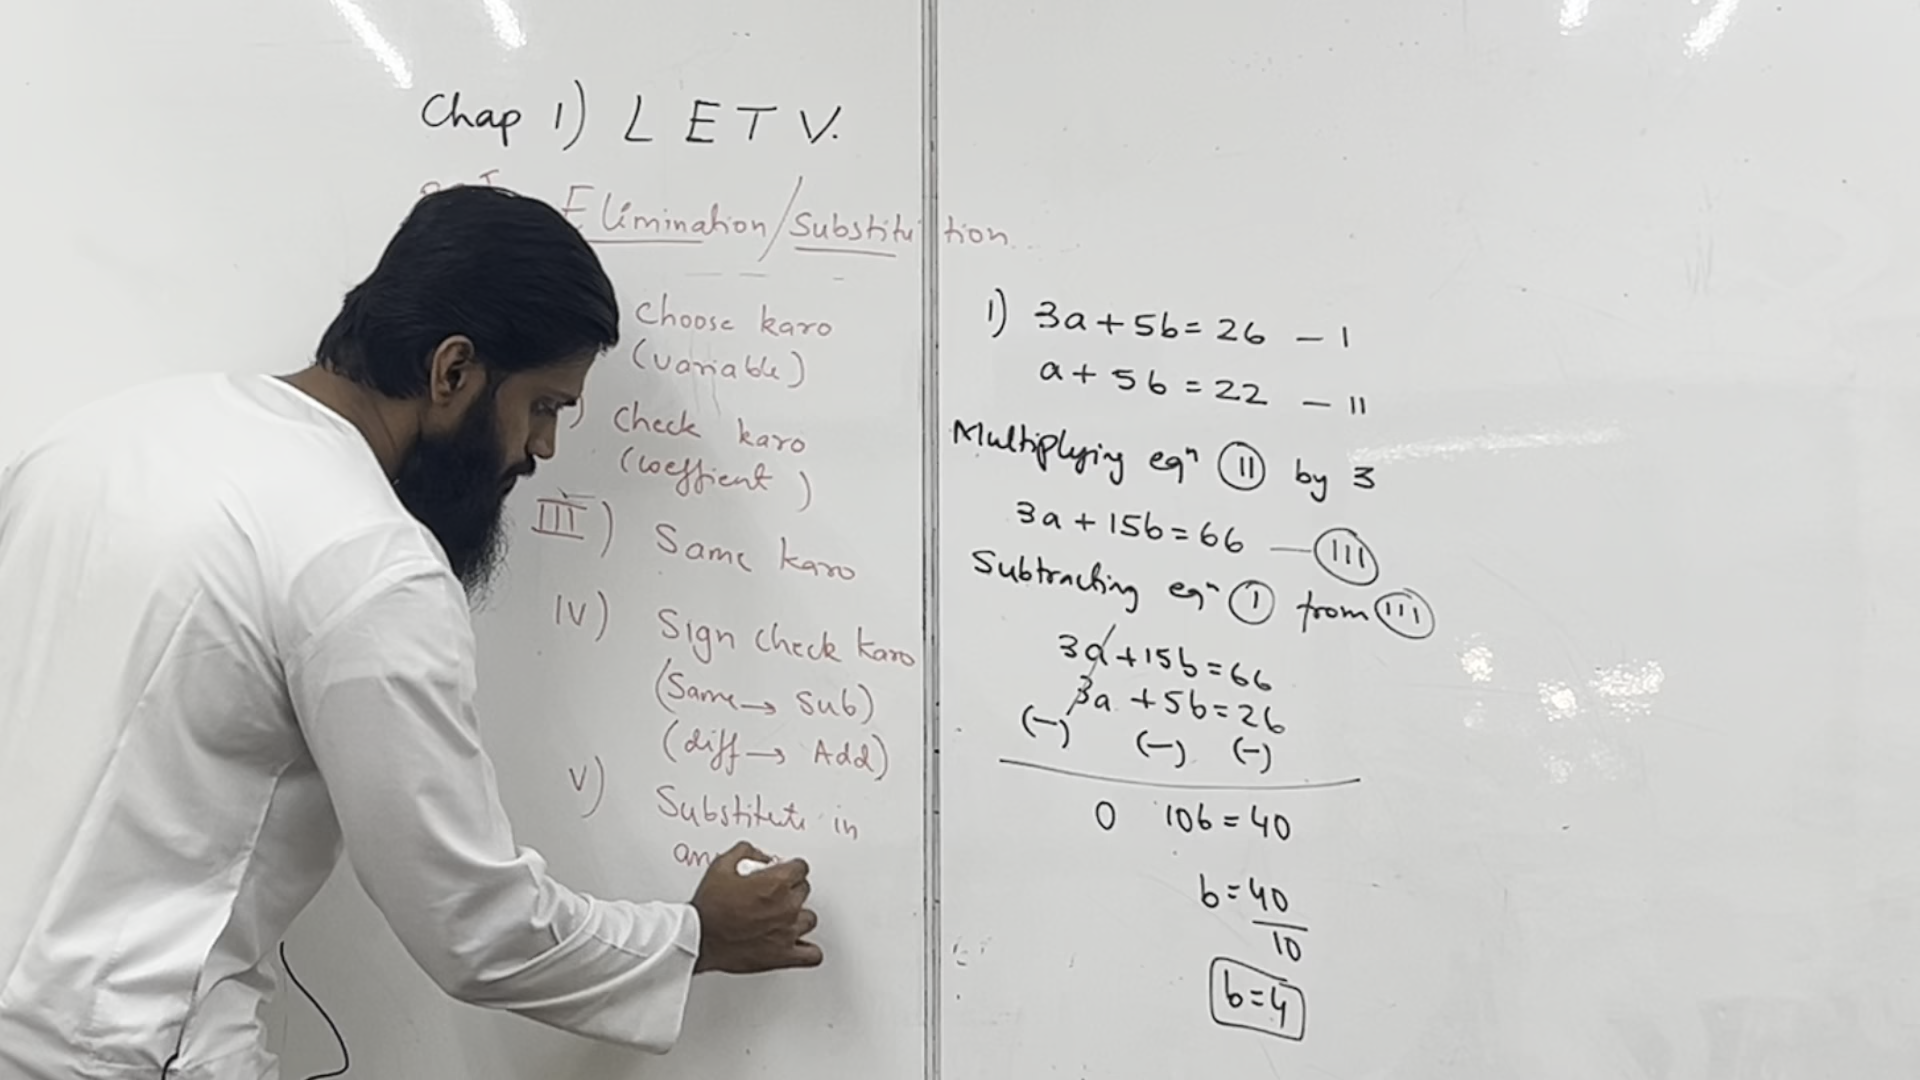 Chap 1) L E T V.
Elimination/Substitution
Choose karo
(variable)
) Check karo
(coeffient)
III) Same karo
IV) Sign check karo
(Same → Sub)
(diff → Add)
V) Substitute in
1) 3a + 5b = 26 — I
a + 5b = 22 — II
Multiplying eqⁿ (II) by 3
3a + 15b = 66 — (III)
Subtracting eqⁿ (I) from (III)
3a + 15b = 66
3a + 5b = 26
(-) (-) (-)
0 10b = 40
b = 40
10
b = 4